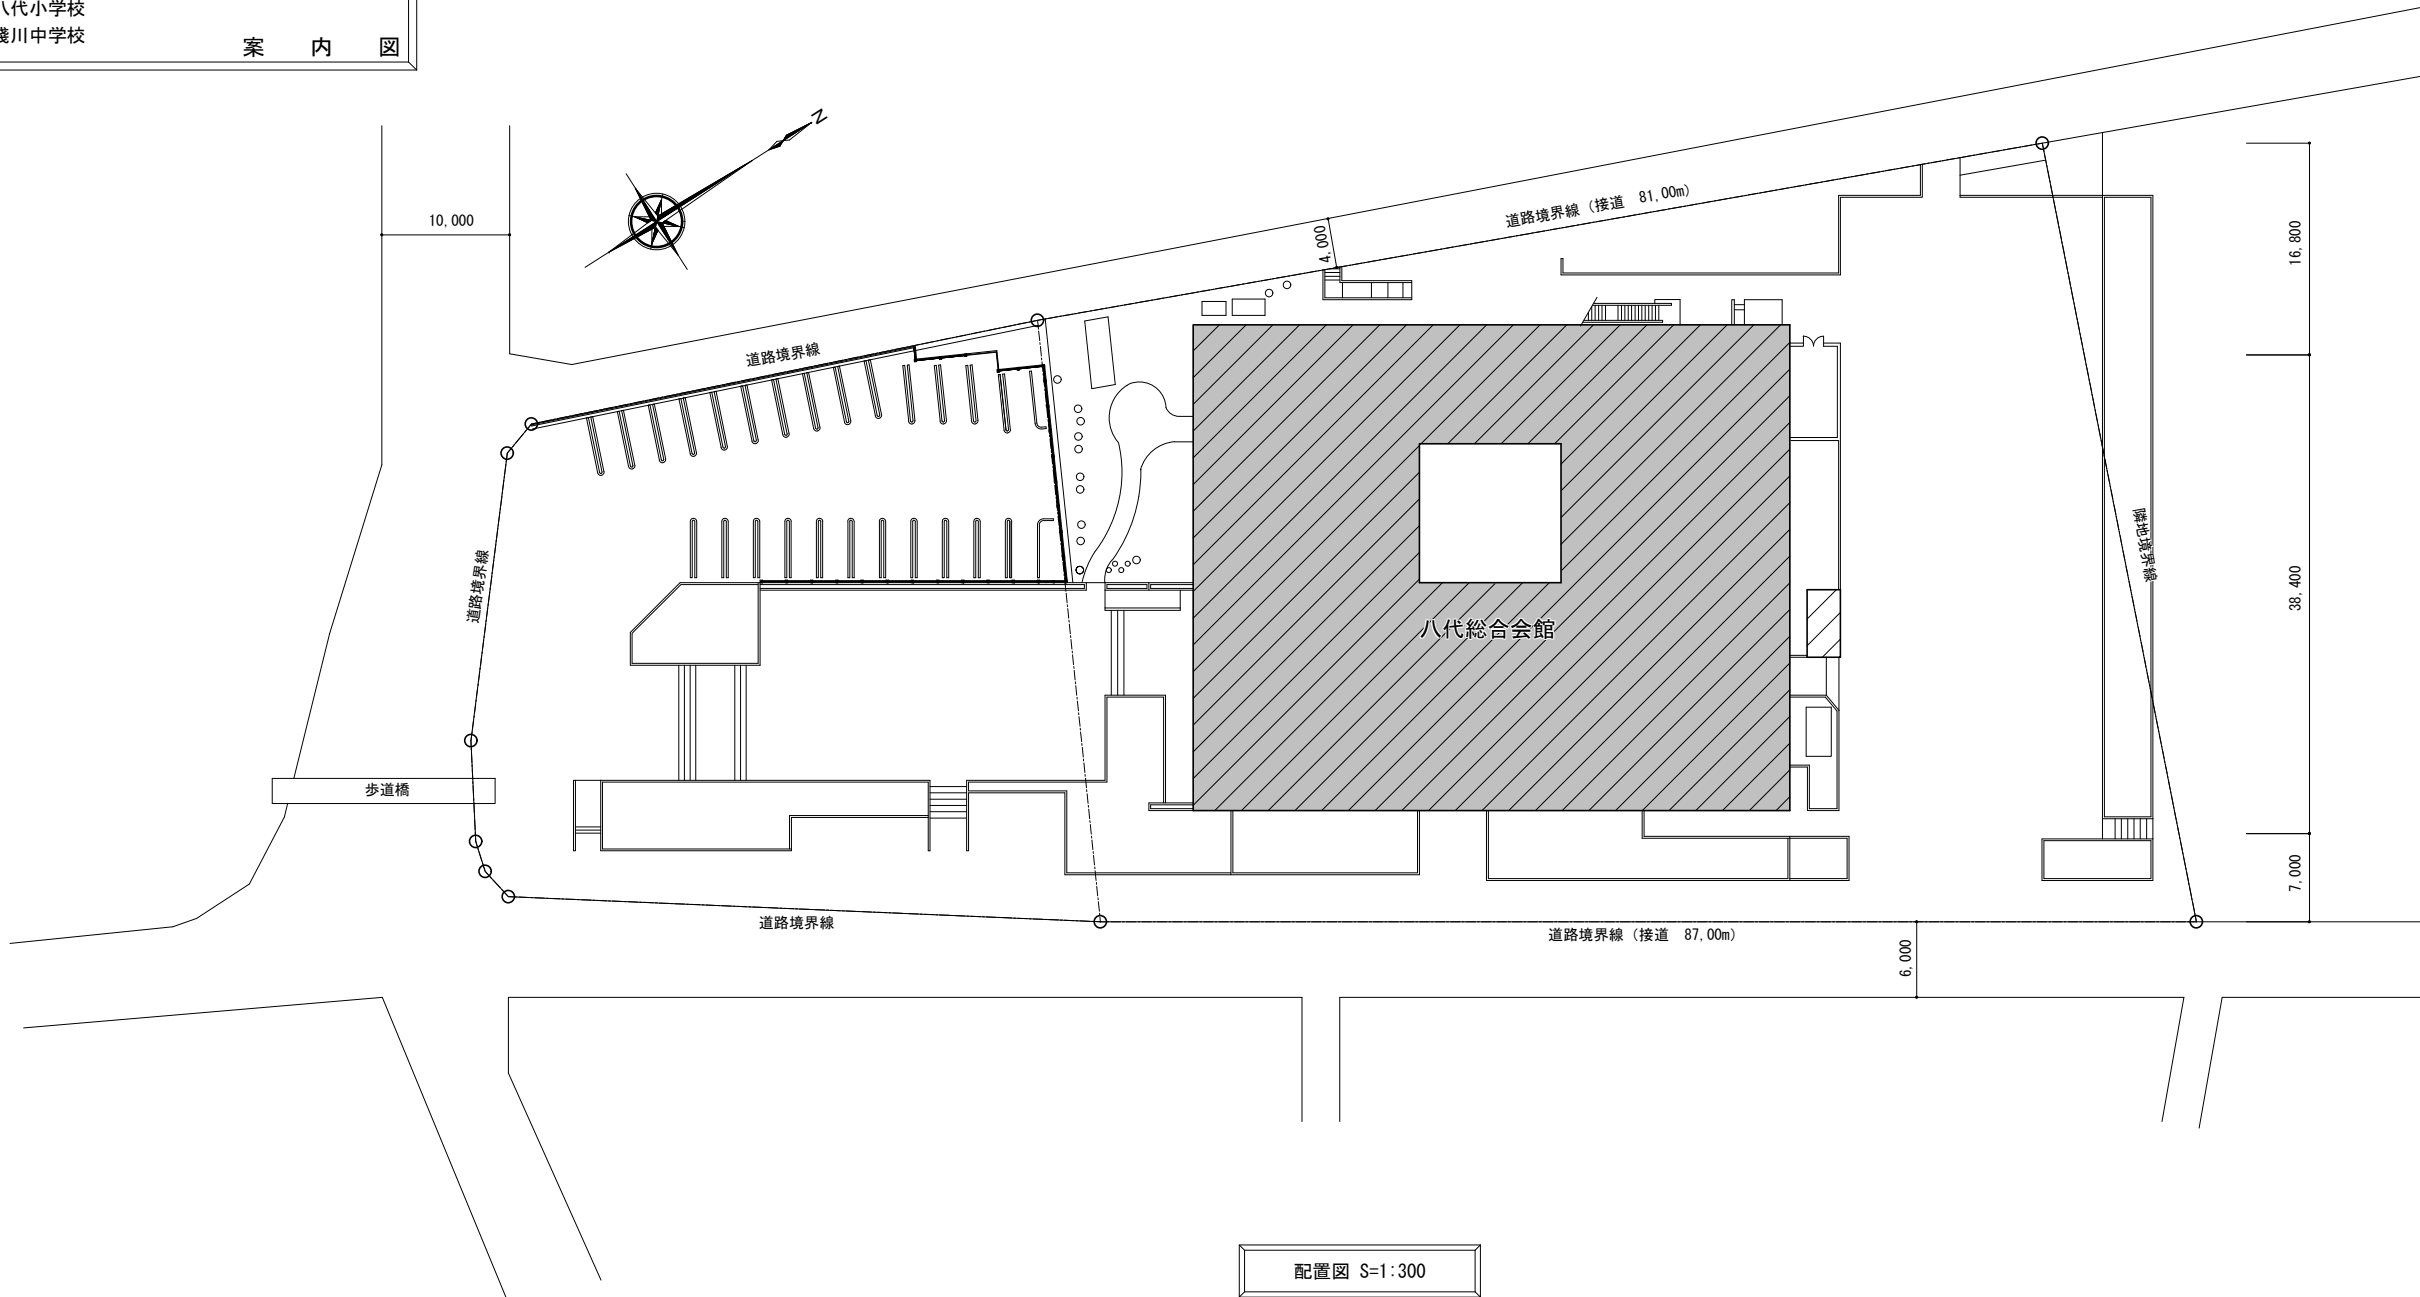 八代小学校
浅川中学校
案　内　図
N
10,000
4,000
道路境界線（接道　81,00m）
16,800
道路境界線
道路境界線
隣地境界線
38,400
八代総合会館
歩道橋
7,000
道路境界線
道路境界線（接道　87,00m）
6,000
配置図 S=1:300